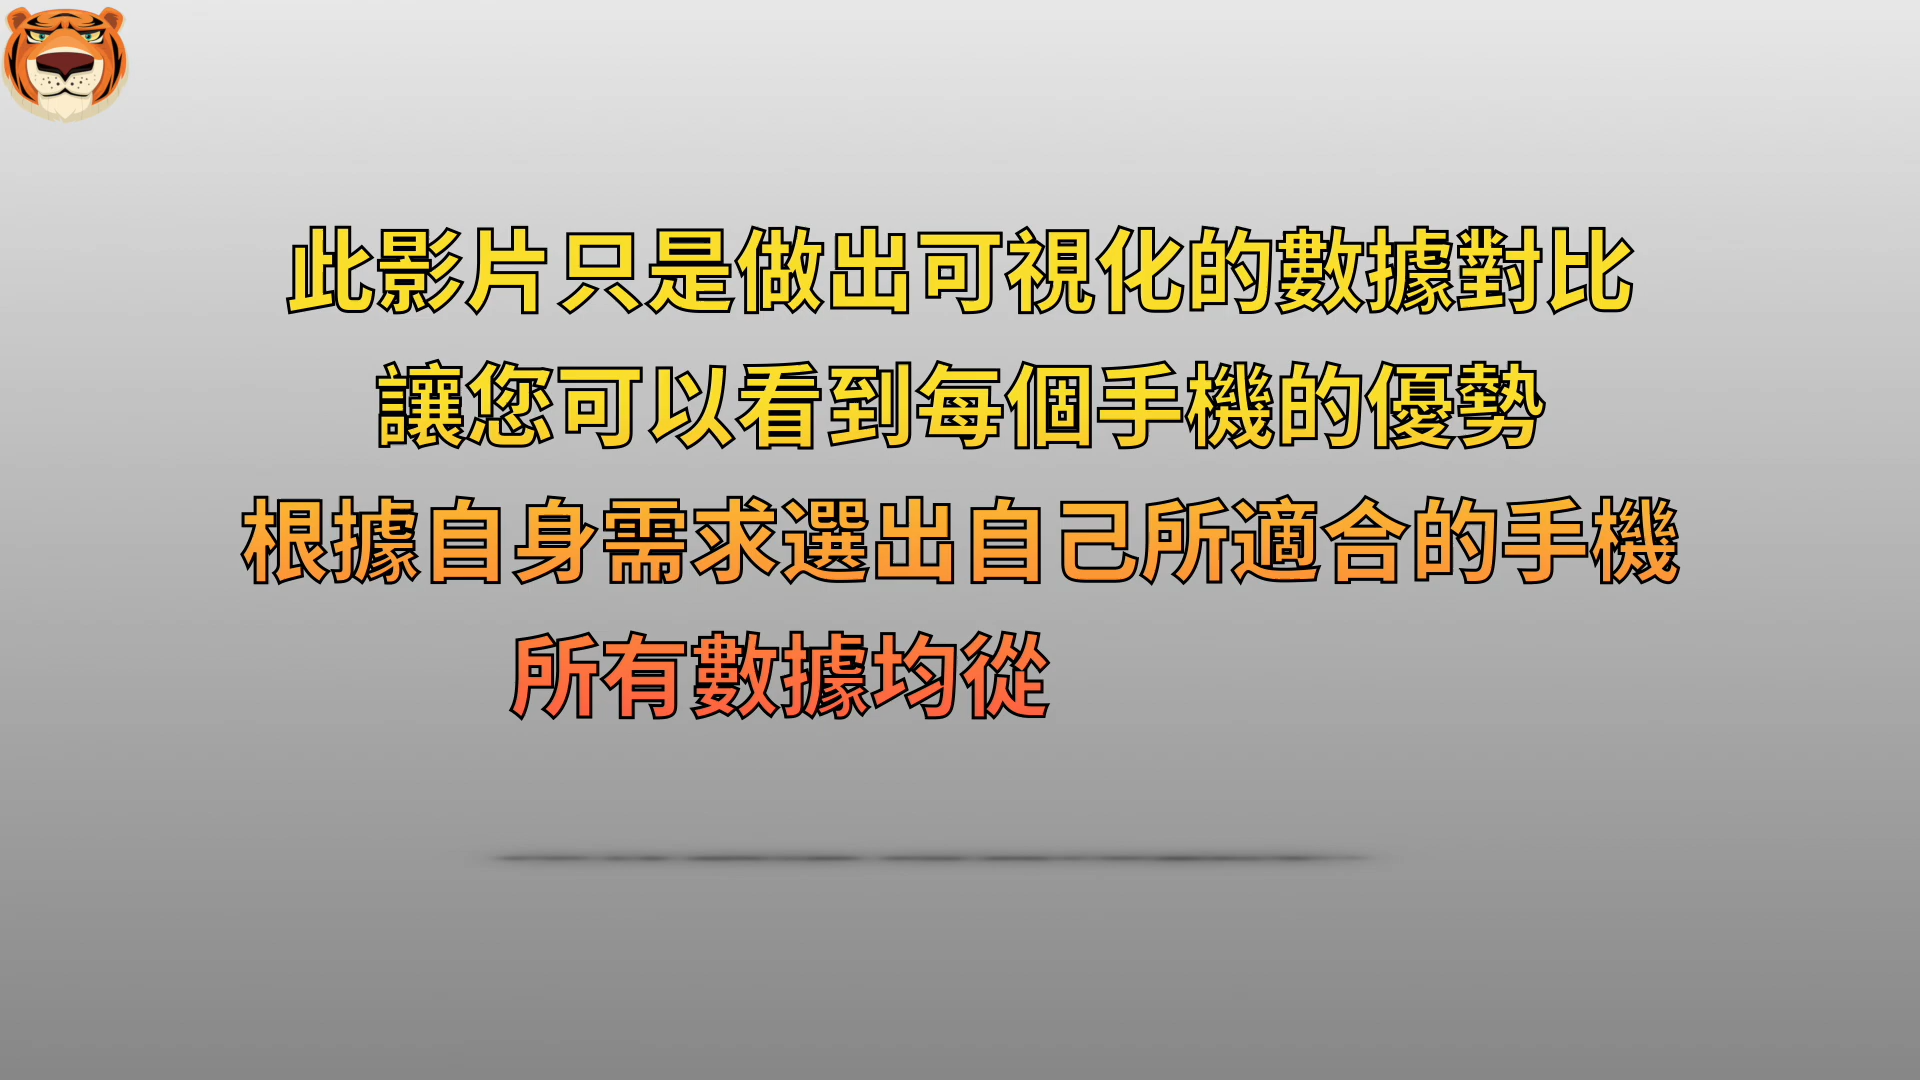 此影片只是做出可視化的數據對比
讓您可以看到每個手機的優勢
根據自身需求選出自己所適合的手機
所有數據均從